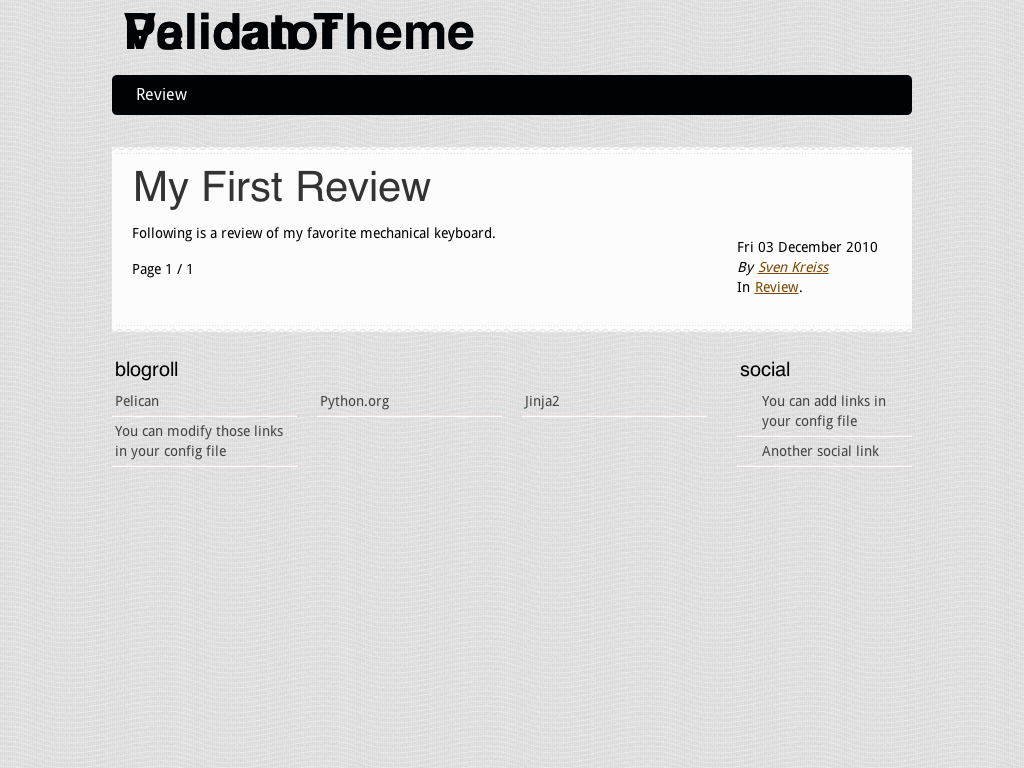 Theme
Review
My First Review
Following is a review of my favorite mechanical keyboard.
Page 1 / 1
Fri 03 December 2010
By Sven Kreiss
In Review.
blogroll
Pelican
Python.org
Jinja2
You can modify those links
in your config file
social
You can add links in
your config file
Another social link